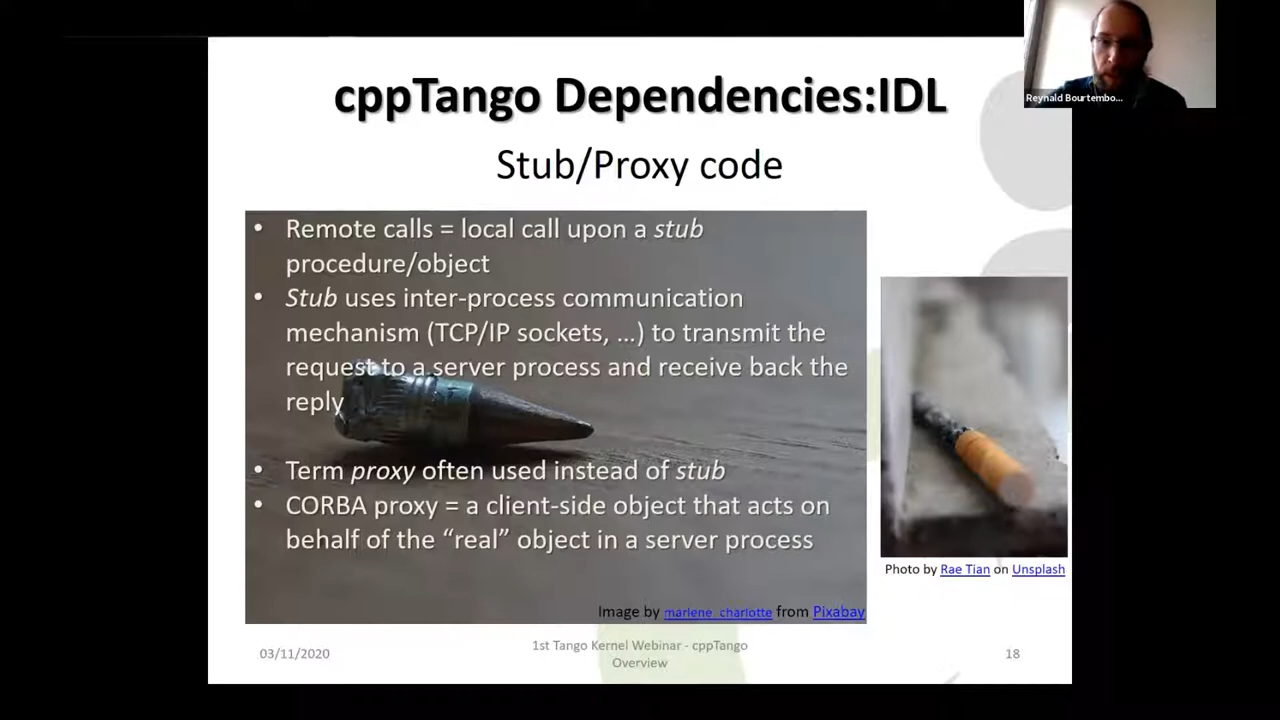 Reynald Bourtembo...
cppTango Dependencies:IDL
Stub/Proxy code
• Remote calls = local call upon a stub
procedure/object
• Stub uses inter-process communication
mechanism (TCP/IP sockets, ...) to transmit the
request to a server process and receive back the
reply
• Term proxy often used instead of stub
• CORBA proxy = a client-side object that acts on
behalf of the “real” object in a server process
Photo by Rae Tian on Unsplash
Image by marlene_charlotte from Pixabay
03/11/2020
1st Tango Kernel Webinar - cppTango
Overview
18